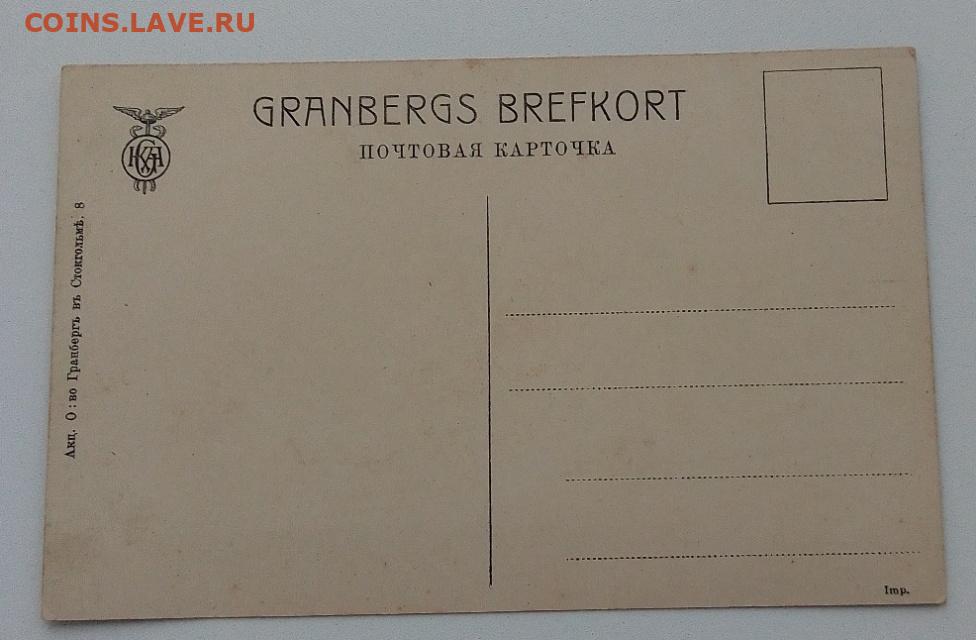 COINS.LAVE.RU
GRANBERGS BREFKORT
ПОЧТОВАЯ КАРТОЧКА
Акц. О:во Гранбергъ въ Стокгольмѣ. 8
Imp.